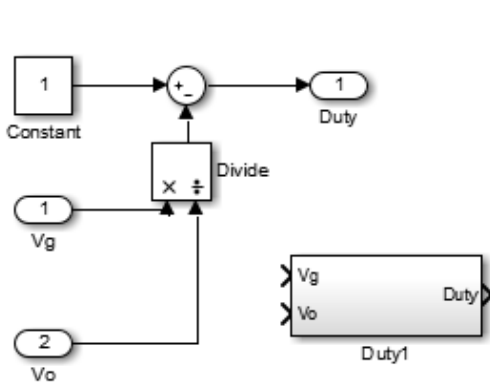 1
Constant
+
-
1
Duty
× ÷
Divide
1
Vg
2
Vo
Vg
Vo
Duty
Duty1